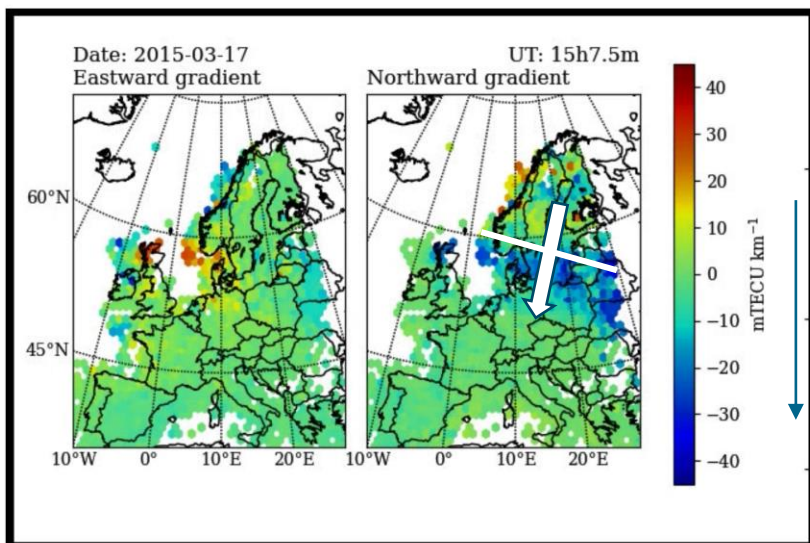 Date: 2015-03-17
UT: 15h7.5m
Eastward gradient
Northward gradient
60°N
45°N
10°W
0°
10°E
20°E
10°W
0°
10°E
20°E
40
30
20
10
0
−10
−20
−30
−40
mTECU km⁻¹